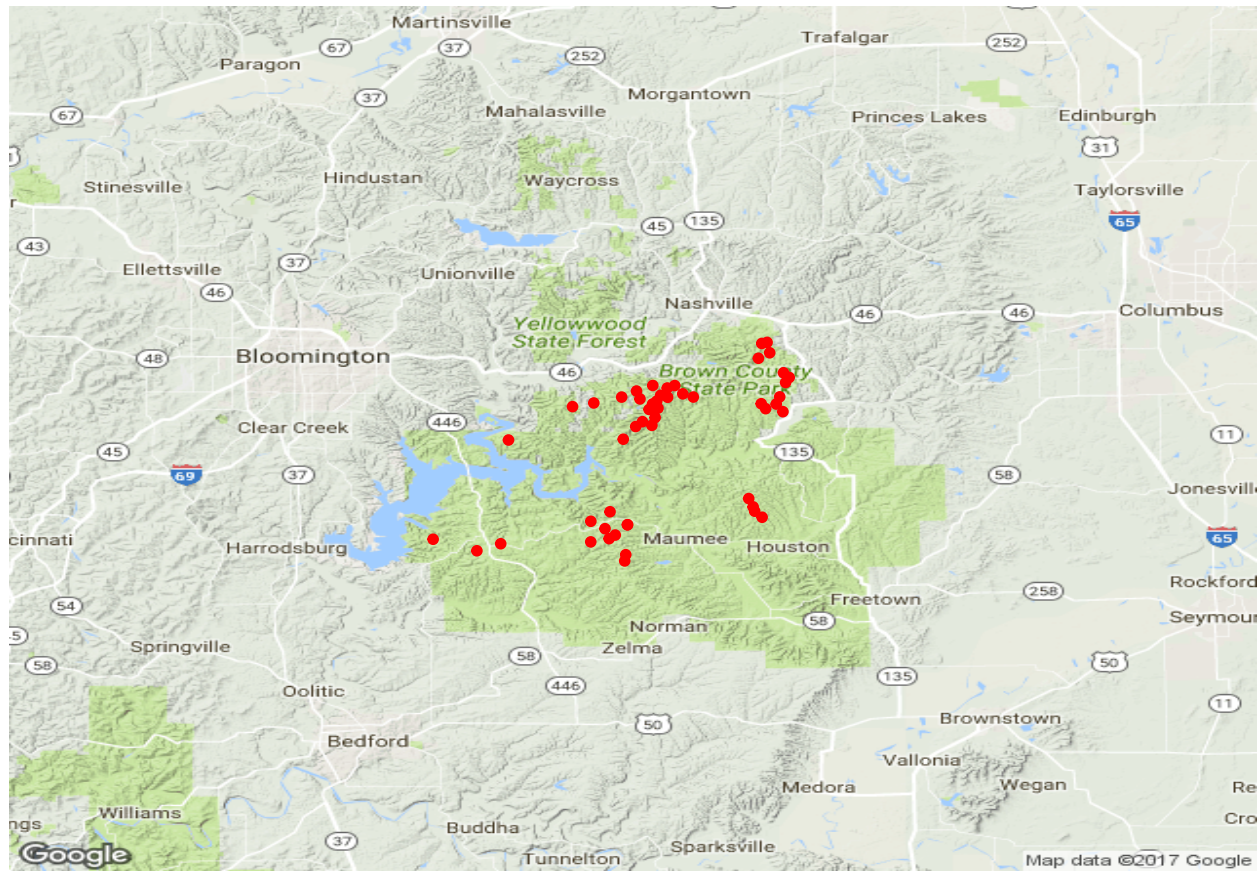 Martinsville
67
37
252
Trafalgar
252
Paragon
37
Morgantown
Mahalasville
67
Princes Lakes
Edinburgh
31
Hindustan
Waycross
Stinesville
Taylorsville
135
45
65
43
37
Ellettsville
Unionville
46
Nashville
46
46
Columbus
Yellowwood
State Forest
Bloomington
48
46
Brown County
State Park
446
Clear Creek
11
45
135
69
37
58
Jonesville
65
cinnati
Harrodsburg
Maumee
Houston
Rockford
54
258
Freetown
58
Seymour
Norman
Springville
Zelma
58
58
50
446
135
Oolitic
11
50
Brownstown
Bedford
Vallonia
Medora
Wegan
Williams
ngs
Buddha
37
Sparksville
Tunnelton
Google
Map data ©2017 Google